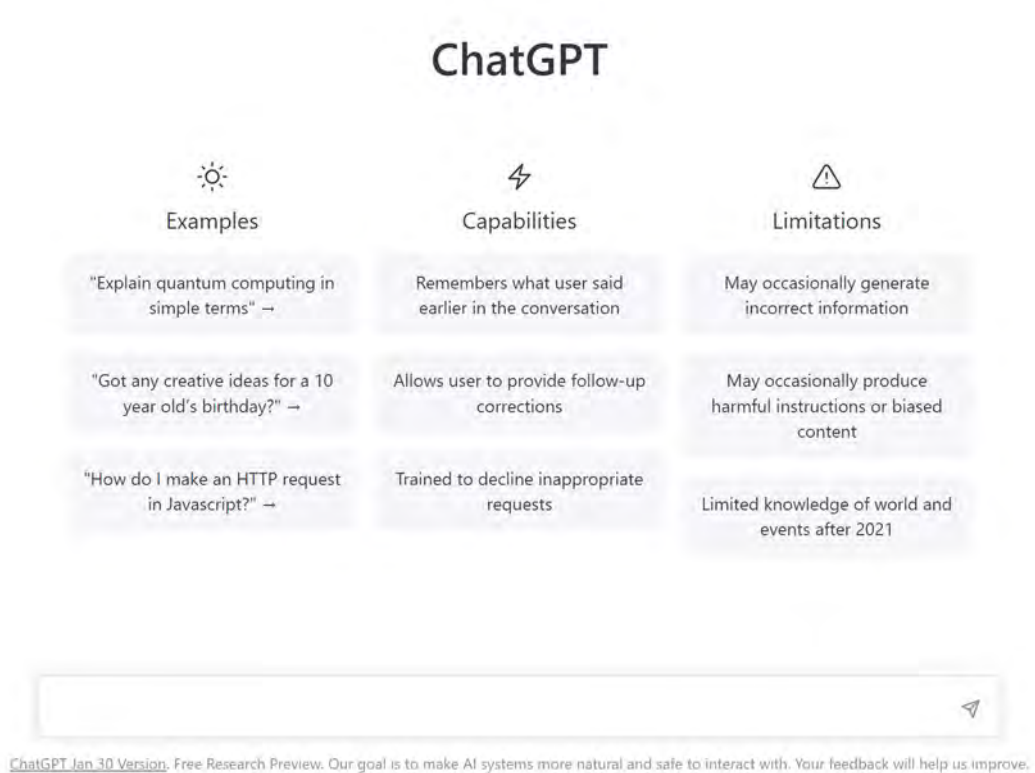 ChatGPT
Examples
"Explain quantum computing in
simple terms" →
"Got any creative ideas for a 10
year old's birthday?" →
"How do I make an HTTP request
in Javascript?" →
Capabilities
Remembers what user said
earlier in the conversation
Allows user to provide follow-up
corrections
Trained to decline inappropriate
requests
Limitations
May occasionally generate
incorrect information
May occasionally produce
harmful instructions or biased
content
Limited knowledge of world and
events after 2021
ChatGPT Jan 30 Version. Free Research Preview. Our goal is to make AI systems more natural and safe to interact with. Your feedback will help us improve.